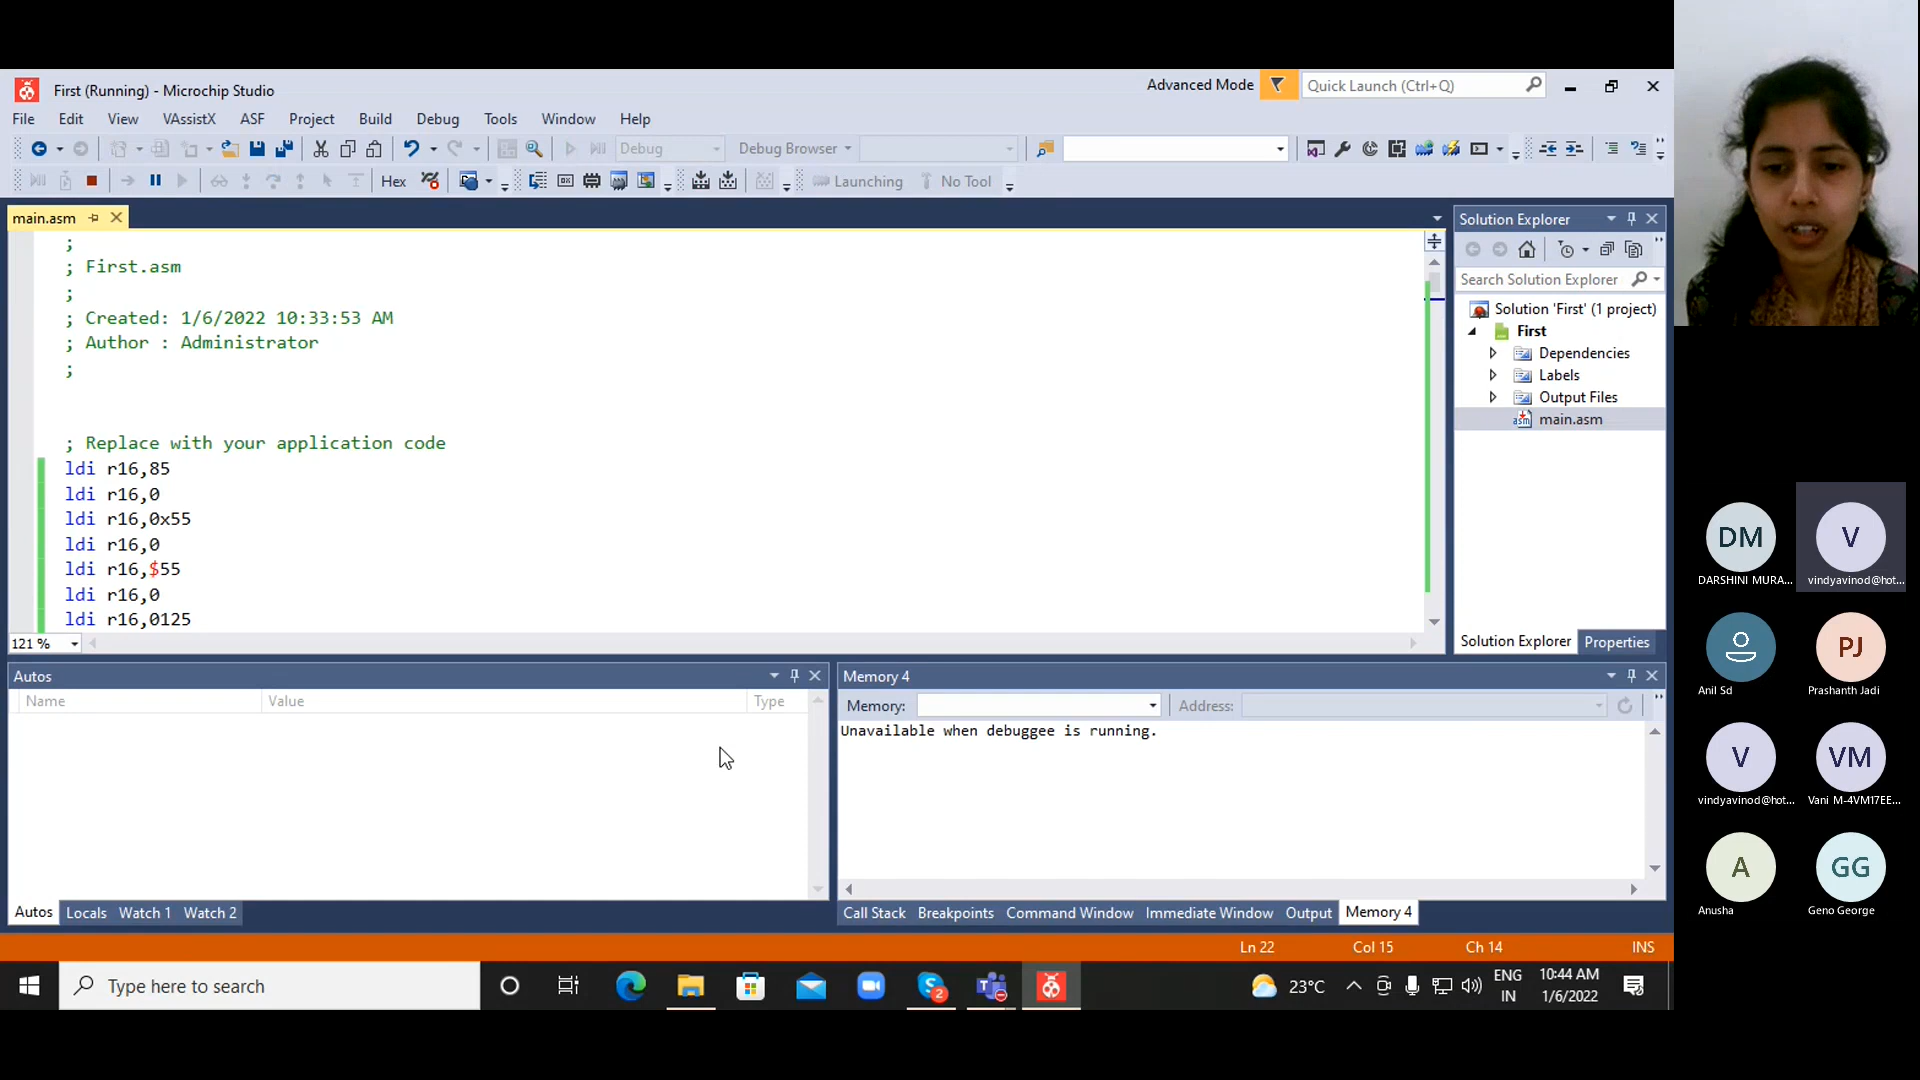 First (Running) - Microchip Studio
Advanced Mode
Quick Launch (Ctrl+Q)
File Edit View VAssistX ASF Project Build Debug Tools Window Help
Debug
Debug Browser
Hex
Launching
No Tool
main.asm
;
; First.asm
;
; Created: 1/6/2022 10:33:53 AM
; Author : Administrator
;
; Replace with your application code
ldi r16,85
ldi r16,0
ldi r16,0x55
ldi r16,0
ldi r16,$55
ldi r16,0
ldi r16,0125
121 %
Solution Explorer
Search Solution Explorer
Solution 'First' (1 project)
First
Dependencies
Labels
Output Files
asm
main.asm
Solution Explorer
Properties
Autos
Name Value Type
Autos Locals Watch 1 Watch 2
Memory 4
Memory:
Address:
Unavailable when debuggee is running.
Call Stack Breakpoints Command Window Immediate Window Output Memory 4
Ln 22 Col 15 Ch 14 INS
Type here to search
2
23°C
ENG
IN
10:44 AM
1/6/2022
DM
DARSHINI MURA...
V
vindyavinod@hot...
Anil Sd
PJ
Prashanth Jadi
V
vindyavinod@hot...
VM
Vani M-4VM17EE...
A
Anusha
GG
Geno George